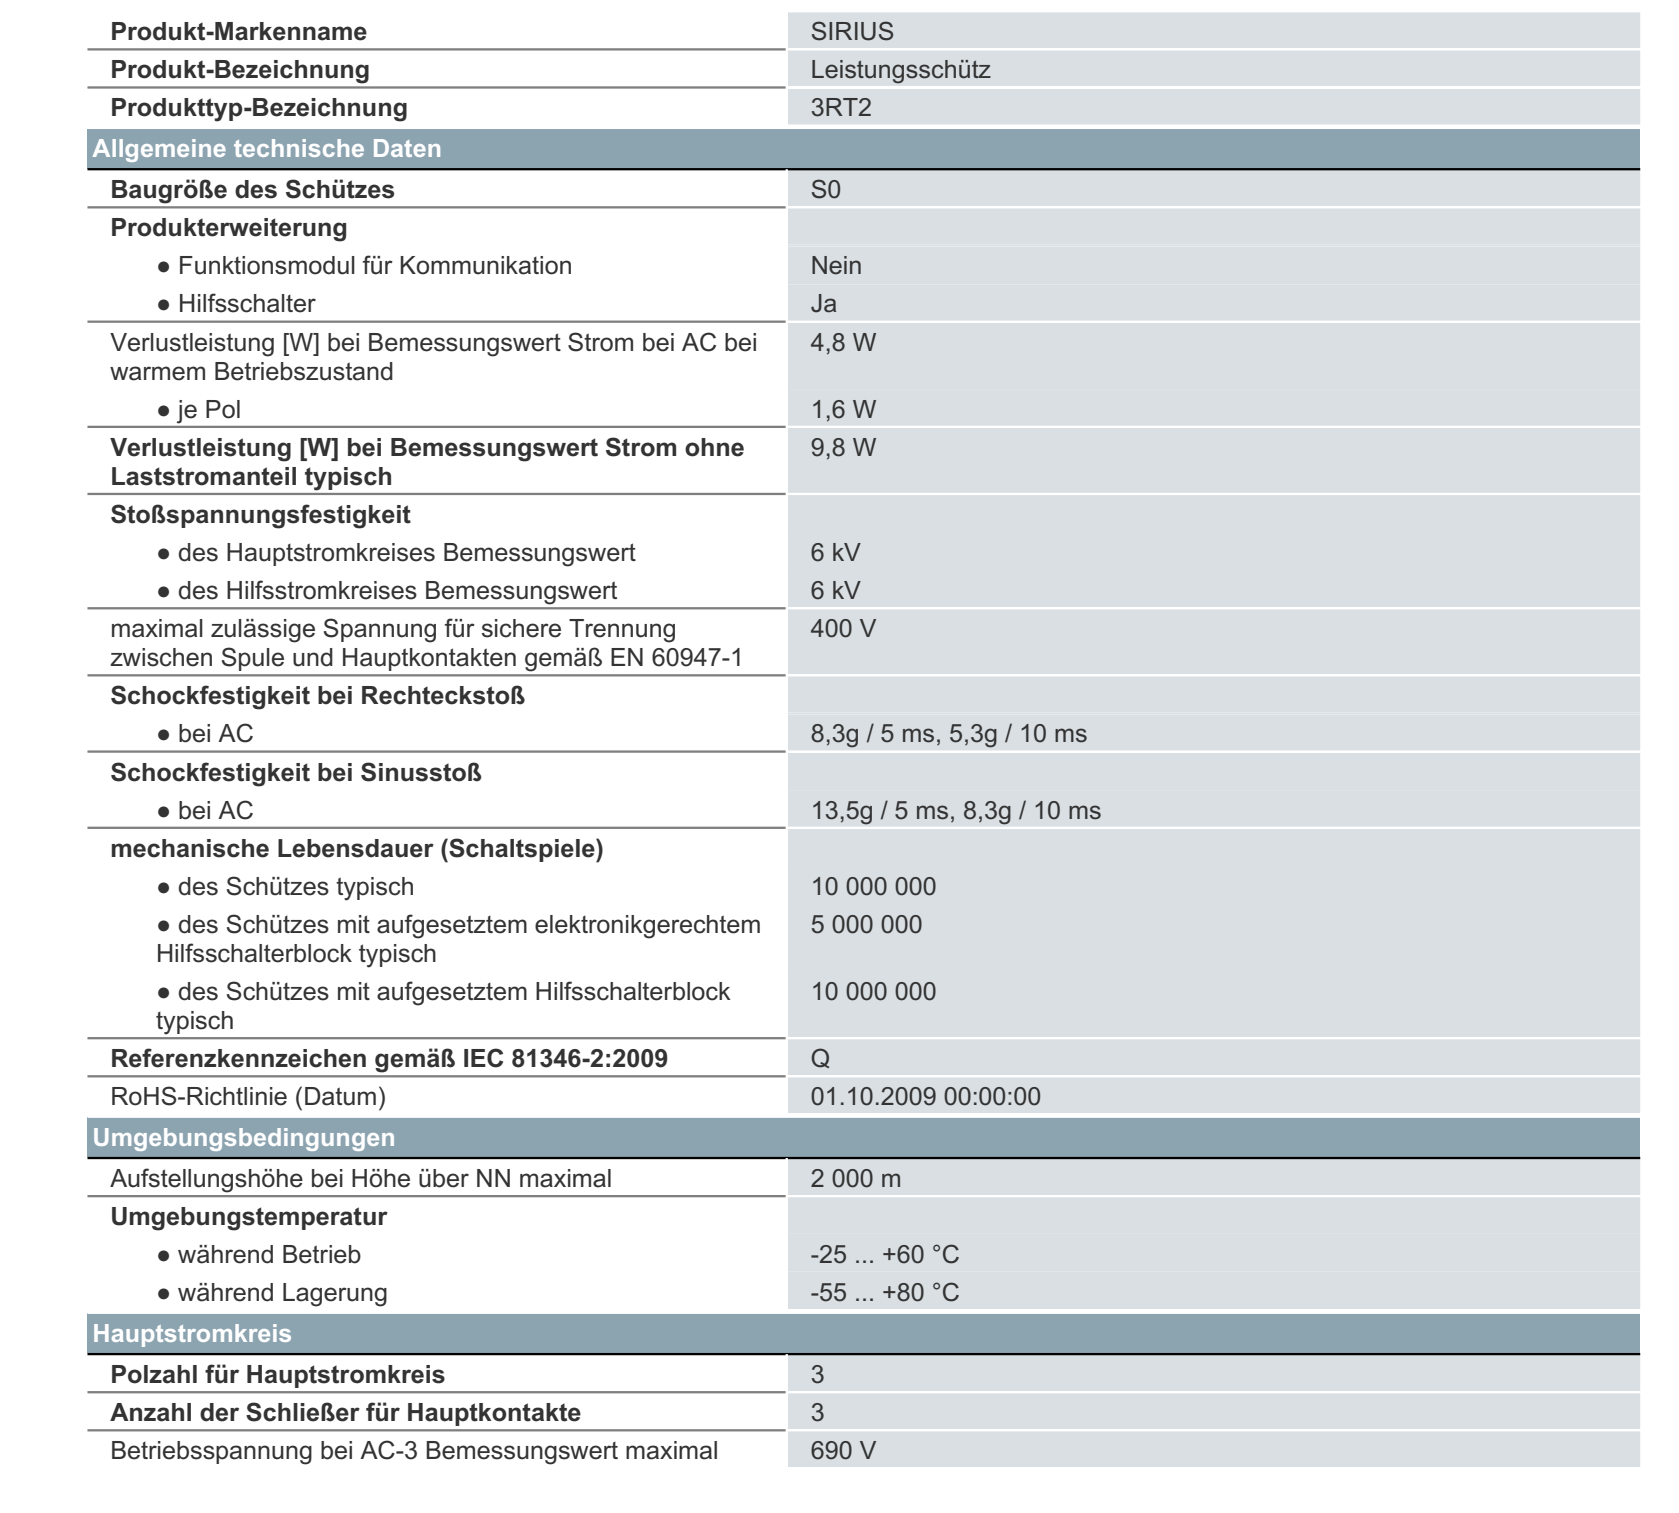 Produkt-Markenname SIRIUS
Produkt-Bezeichnung Leistungsschütz
Produkttyp-Bezeichnung 3RT2
Allgemeine technische Daten
Baugröße des Schützes S0
Produkterweiterung
● Funktionsmodul für Kommunikation Nein
● Hilfsschalter Ja
Verlustleistung [W] bei Bemessungswert Strom bei AC bei 4,8 W
warmem Betriebszustand
● je Pol 1,6 W
Verlustleistung [W] bei Bemessungswert Strom ohne 9,8 W
Laststromanteil typisch
Stoßspannungsfestigkeit
● des Hauptstromkreises Bemessungswert 6 kV
● des Hilfsstromkreises Bemessungswert 6 kV
maximal zulässige Spannung für sichere Trennung 400 V
zwischen Spule und Hauptkontakten gemäß EN 60947-1
Schockfestigkeit bei Rechteckstoß
● bei AC 8,3g / 5 ms, 5,3g / 10 ms
Schockfestigkeit bei Sinusstoß
● bei AC 13,5g / 5 ms, 8,3g / 10 ms
mechanische Lebensdauer (Schaltspiele)
● des Schützes typisch 10 000 000
● des Schützes mit aufgesetztem elektronikgerechtem 5 000 000
Hilfsschalterblock typisch
● des Schützes mit aufgesetztem Hilfsschalterblock 10 000 000
typisch
Referenzkennzeichen gemäß IEC 81346-2:2009 Q
RoHS-Richtlinie (Datum) 01.10.2009 00:00:00
Umgebungsbedingungen
Aufstellungshöhe bei Höhe über NN maximal 2 000 m
Umgebungstemperatur
● während Betrieb -25 ... +60 °C
● während Lagerung -55 ... +80 °C
Hauptstromkreis
Polzahl für Hauptstromkreis 3
Anzahl der Schließer für Hauptkontakte 3
Betriebsspannung bei AC-3 Bemessungswert maximal 690 V